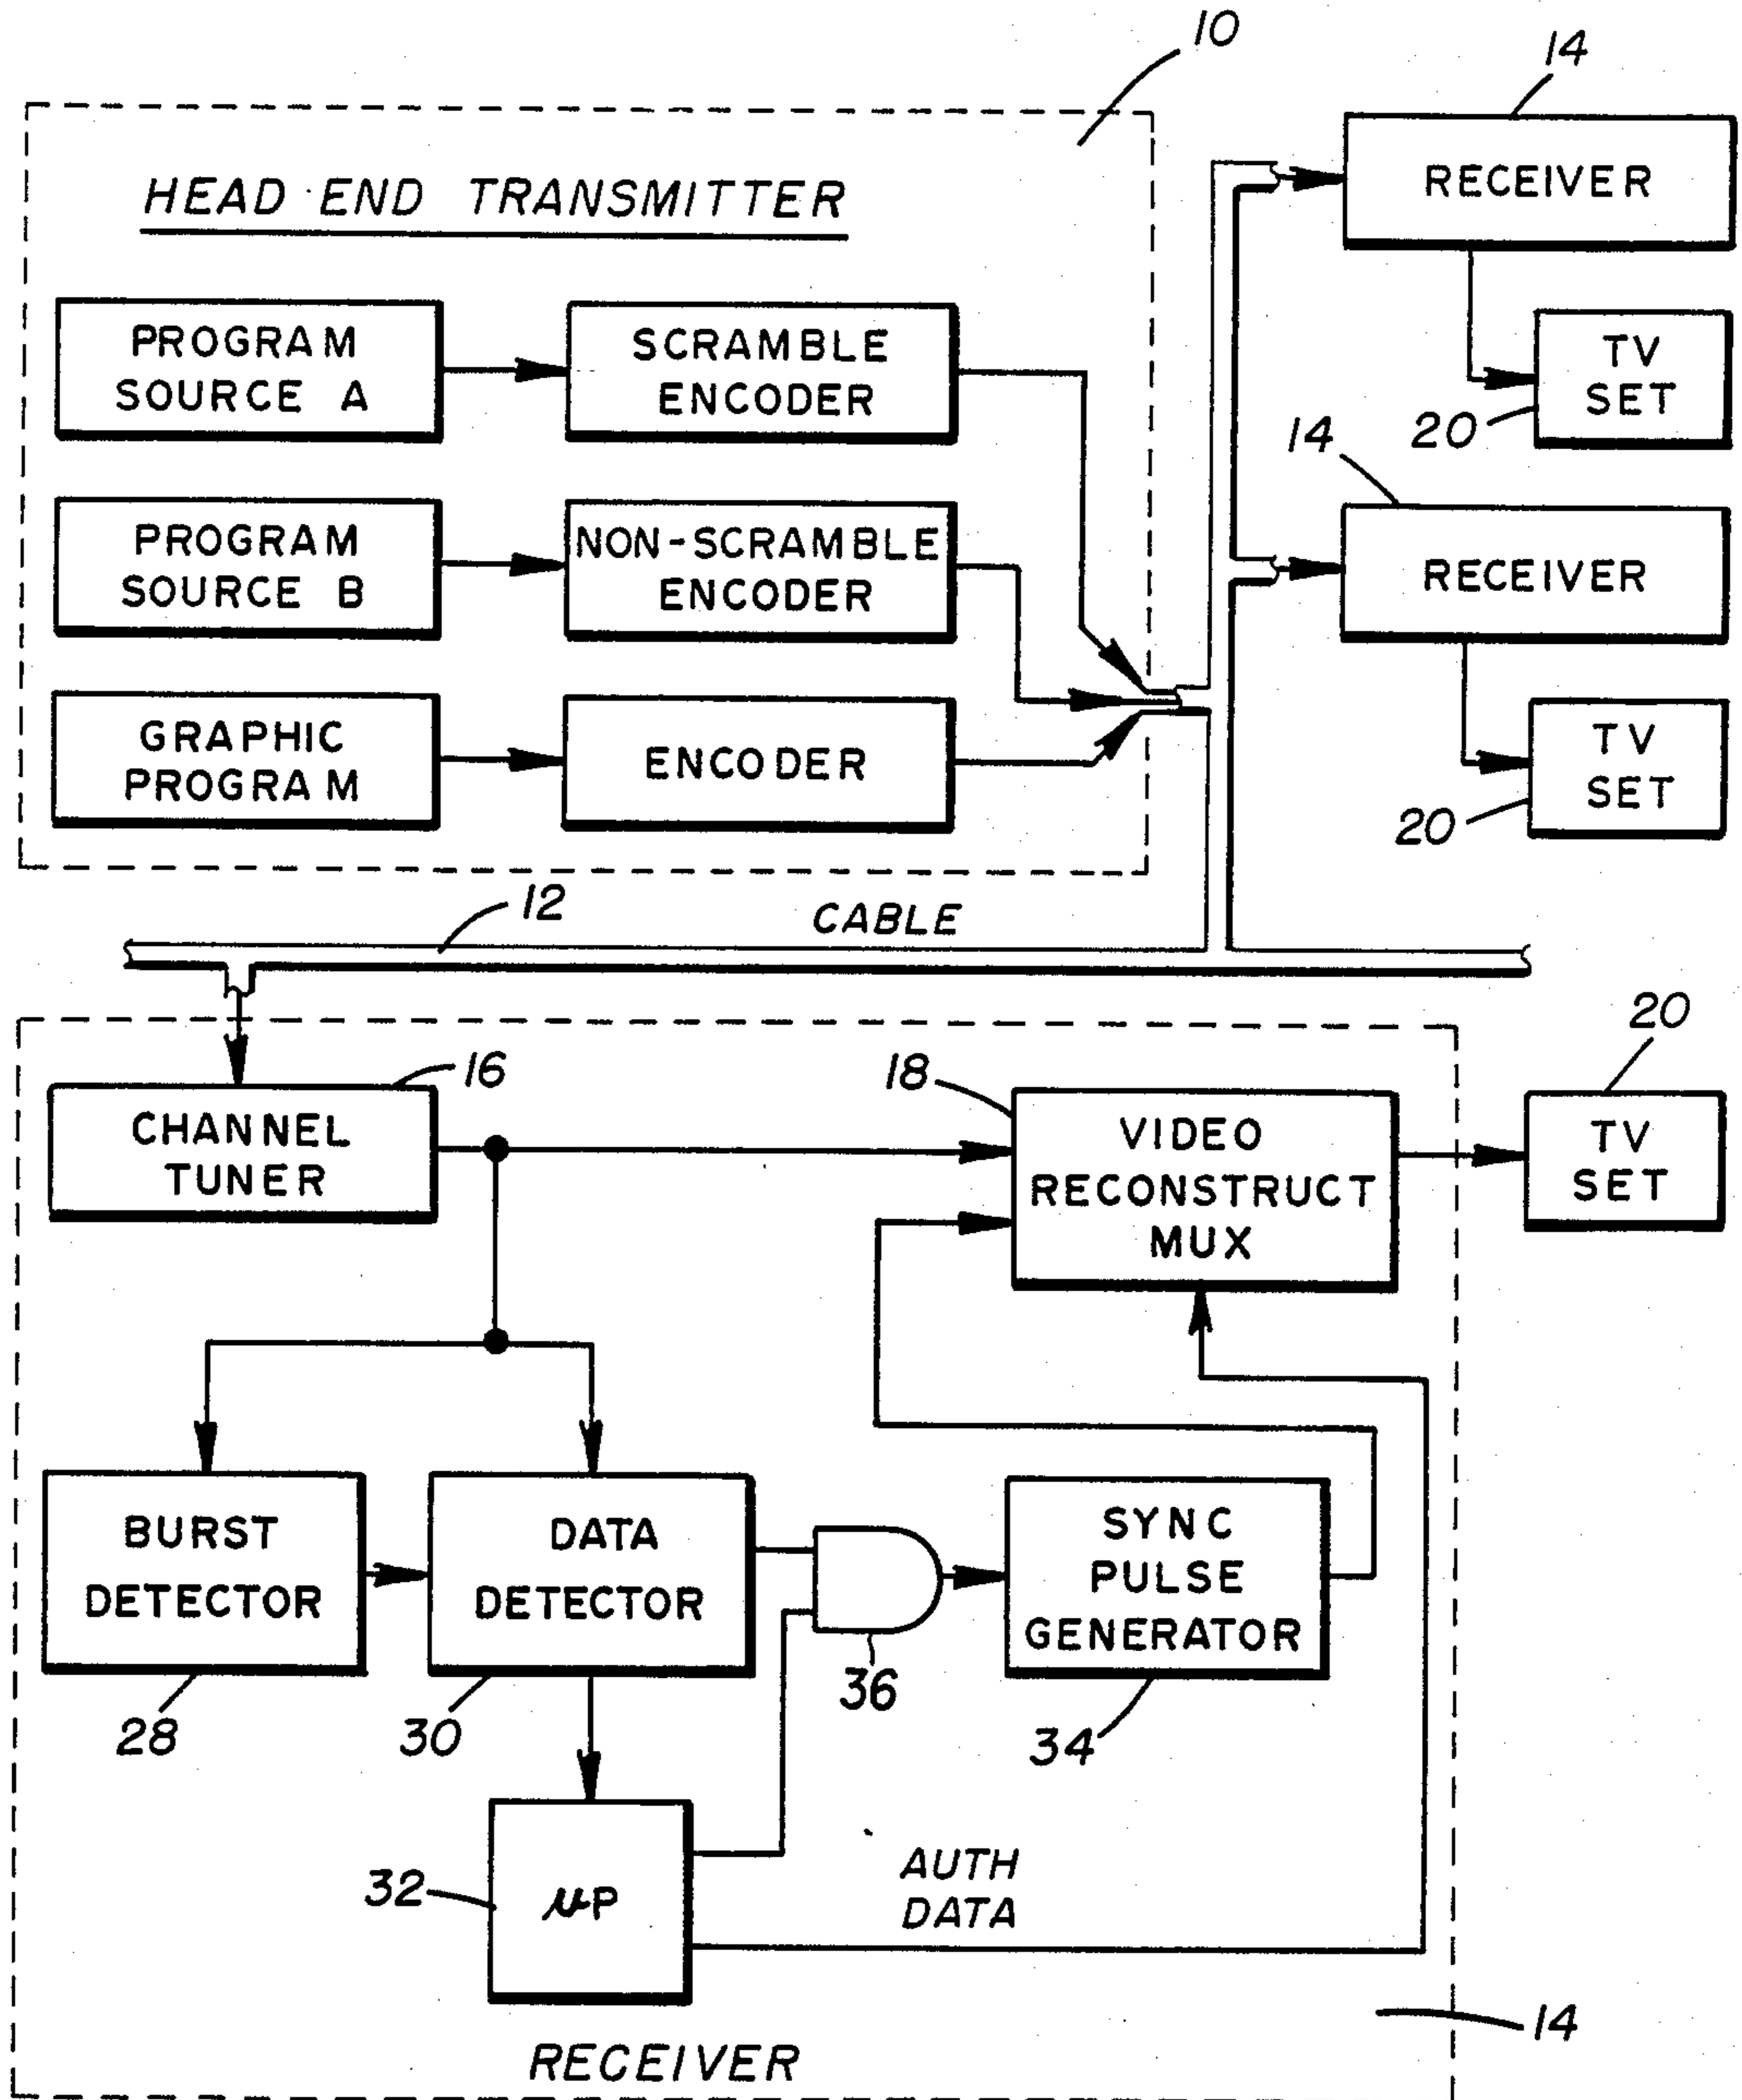 10
14
HEAD END TRANSMITTER
RECEIVER
PROGRAM
SOURCE A
SCRAMBLE
ENCODER
TV
SET
20
14
PROGRAM
SOURCE B
NON-SCRAMBLE
ENCODER
RECEIVER
GRAPHIC
PROGRAM
ENCODER
TV
SET
20
12
CABLE
20
16
18
CHANNEL
TUNER
VIDEO
RECONSTRUCT
MUX
TV
SET
BURST
DETECTOR
DATA
DETECTOR
SYNC
PULSE
GENERATOR
28
30
36
34
32
μP
AUTH
DATA
14
RECEIVER